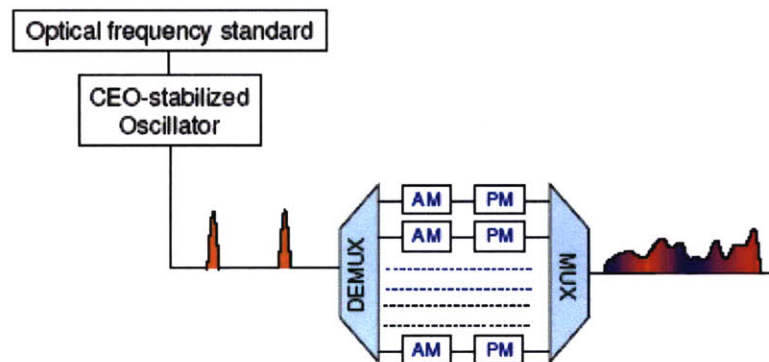 Optical frequency standard
CEO-stabilized
Oscillator
AM PM
AM PM
DEMUX
MUX
AM PM